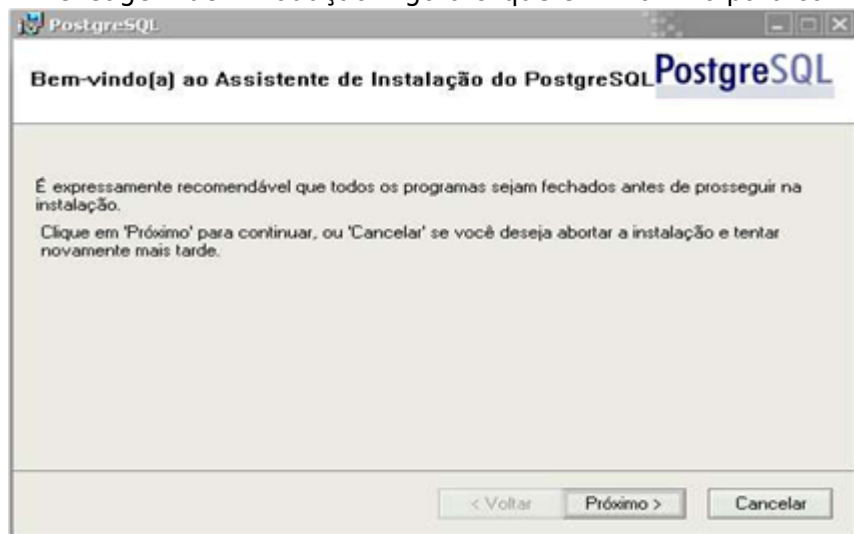 PostgreSQL
Bem-vindo(a) ao Assistente de Instalação do PostgreSQL
PostgreSQL
É expressamente recomendável que todos os programas sejam fechados antes de prosseguir na
instalação.
Clique em 'Próximo' para continuar, ou 'Cancelar' se você deseja abortar a instalação e tentar
novamente mais tarde.
< Voltar
Próximo >
Cancelar